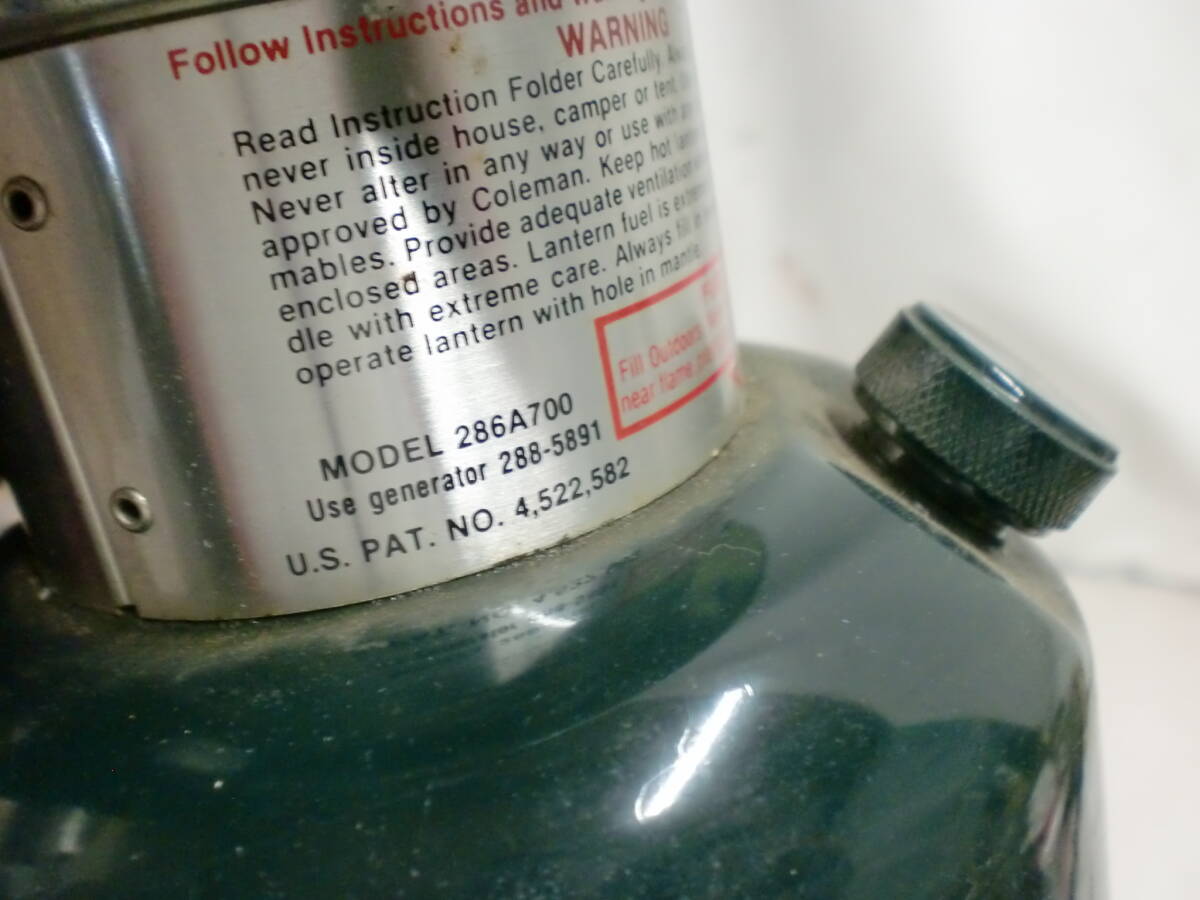 Follow Instructions and
WARNING
Read Instruction Folder Carefully.
never inside house, camper or tent.
Never alter in any way or use with
approved by Coleman. Keep hot
mables. Provide adequate ventilation
enclosed areas. Lantern fuel is
dle with extreme care. Always fill
operate lantern with hole in mantle.
Fill Outdoors
near flame
MODEL 286A700
Use generator 288-5891
U.S. PAT. NO. 4,522,582